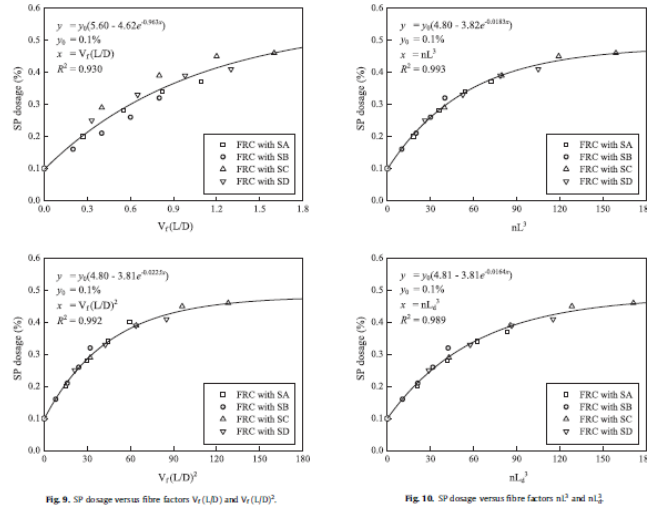 y = y₀(5.60 - 4.62e^-0.963x)
y₀ = 0.1%
x = Vf(L/D)
R² = 0.930
FRC with SA
FRC with SB
FRC with SC
FRC with SD
SP dosage (%)
0.6
0.5
0.4
0.3
0.2
0.1
0.0
0.0 0.3 0.6 0.9 1.2 1.5 1.8
Vf(L/D)
y = y₀(4.80 - 3.82e^-0.0183x)
y₀ = 0.1%
x = nL³
R² = 0.993
FRC with SA
FRC with SB
FRC with SC
FRC with SD
SP dosage (%)
0.6
0.5
0.4
0.3
0.2
0.1
0.0
0 30 60 90 120 150 180
nL³
y = y₀(4.80 - 3.81e^-0.0225x)
y₀ = 0.1%
x = Vf(L/D)²
R² = 0.992
FRC with SA
FRC with SB
FRC with SC
FRC with SD
SP dosage (%)
0.6
0.5
0.4
0.3
0.2
0.1
0.0
0 30 60 90 120 150 180
Vf(L/D)²
y = y₀(4.81 - 3.81e^-0.0164x)
y₀ = 0.1%
x = nLd³
R² = 0.989
FRC with SA
FRC with SB
FRC with SC
FRC with SD
SP dosage (%)
0.6
0.5
0.4
0.3
0.2
0.1
0.0
0 30 60 90 120 150 180
nLd³
Fig. 9. SP dosage versus fibre factors Vf(L/D) and Vf(L/D)².
Fig. 10. SP dosage versus fibre factors nL³ and nLd³.